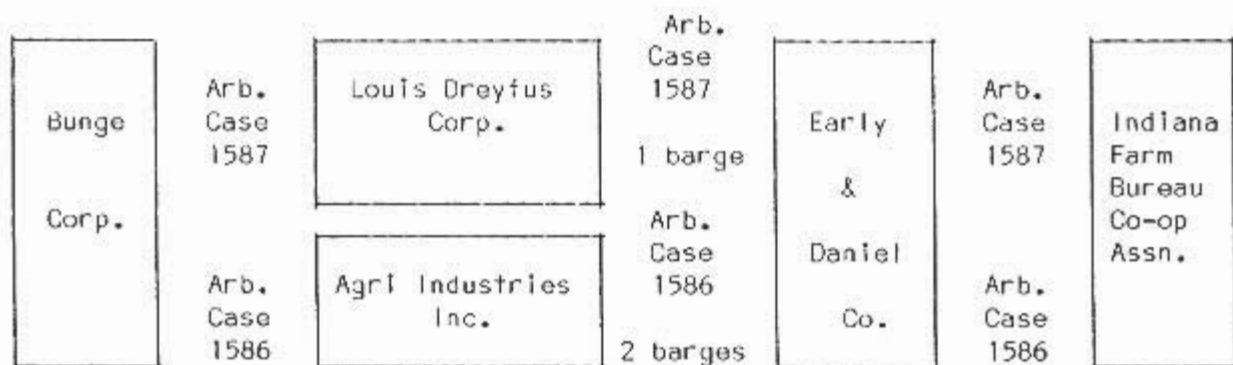 Bunge
Corp.
Arb.
Case
1587
Arb.
Case
1586
Louis Dreyfus
Corp.
Agri Industries
Inc.
Arb.
Case
1587
1 barge
Arb.
Case
1586
2 barges
Early
&
Daniel
Co.
Arb.
Case
1587
Arb.
Case
1586
Indiana
Farm
Bureau
Co-op
Assn.